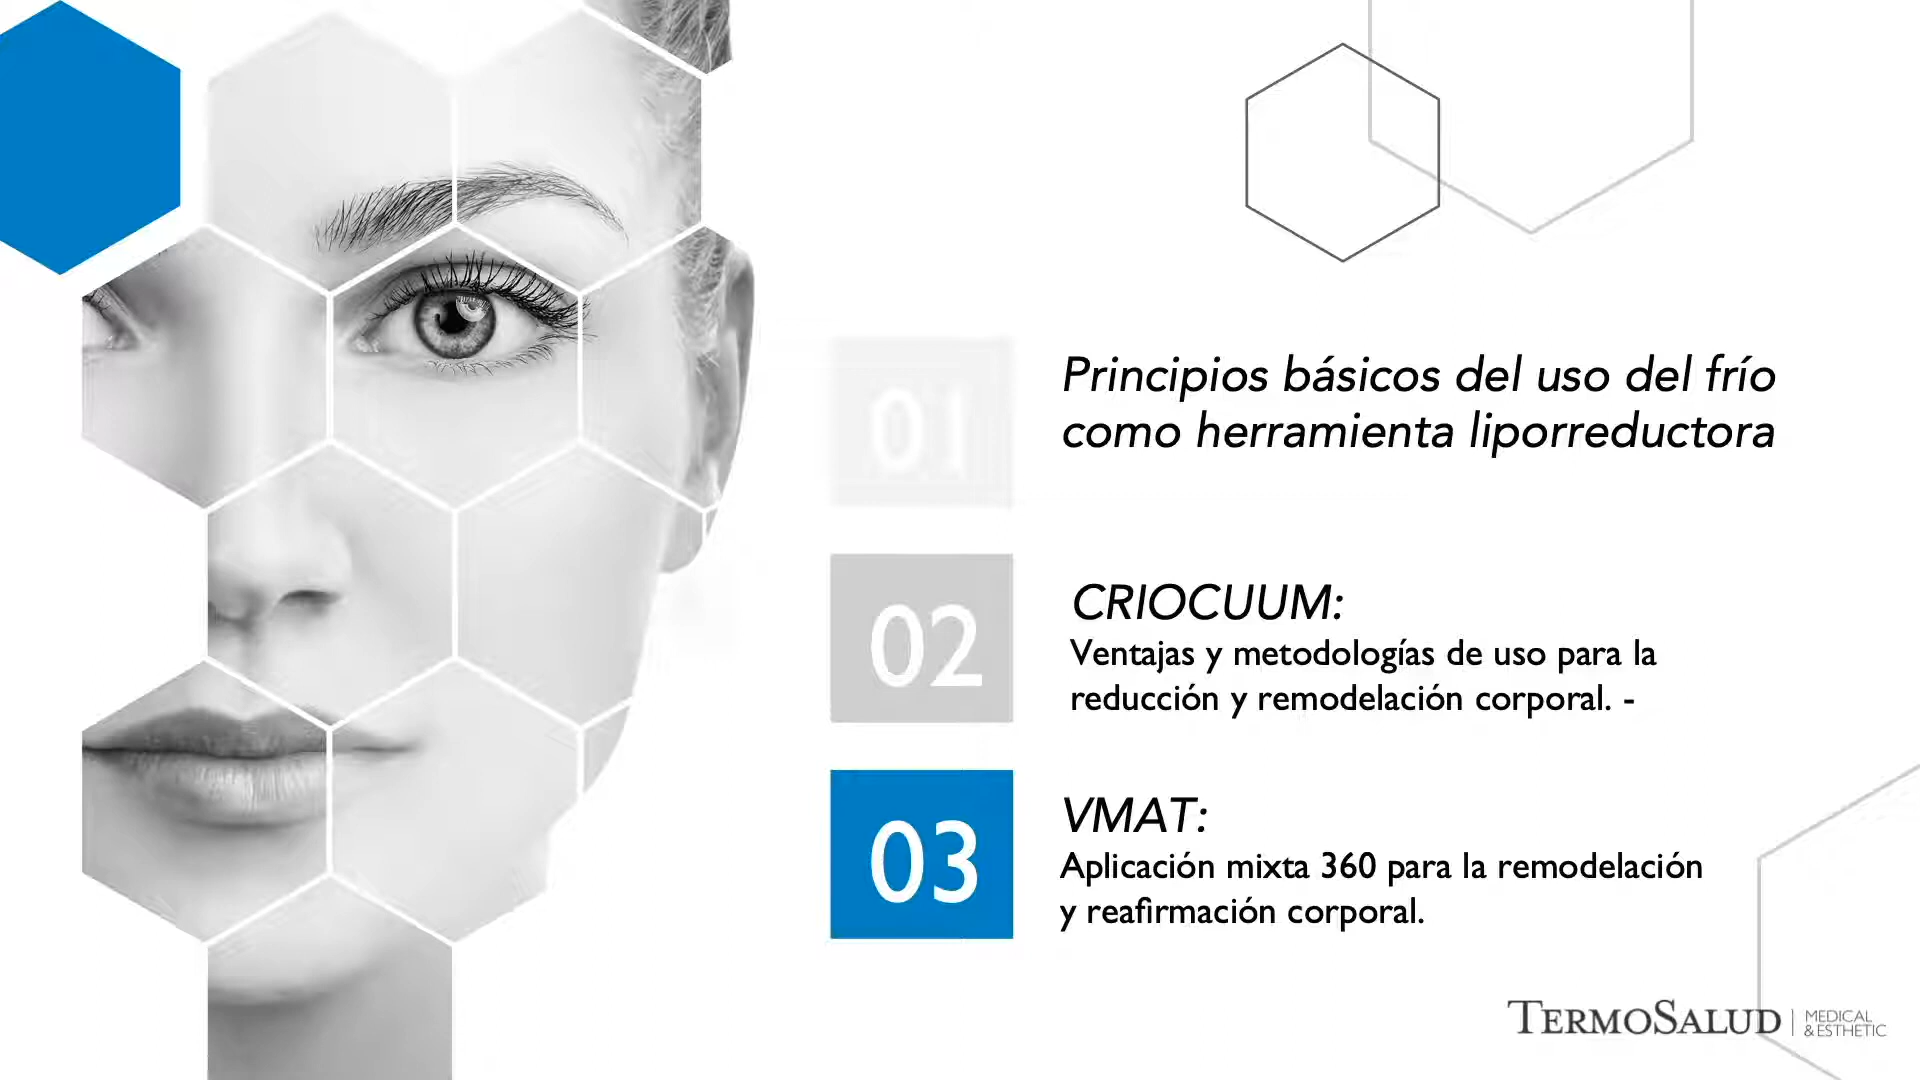 01
Principios básicos del uso del frío
como herramienta liporreductora
02
CRIOCUUM:
Ventajas y metodologías de uso para la
reducción y remodelación corporal. -
03
VMAT:
Aplicación mixta 360 para la remodelación
y reafirmación corporal.
TERMOSALUD
MEDICAL
&ESTHETIC